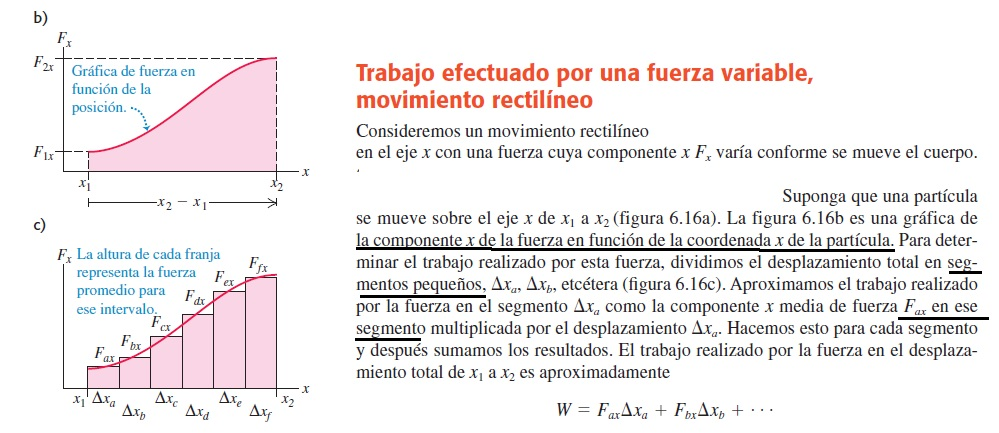 b)
Fx
F2x
Gráfica de fuerza en
función de la
posición.
F1x
x
x1
x2
x2 − x1
c)
Fx
La altura de cada franja
representa la fuerza
promedio para
ese intervalo.
Fax
Fbx
Fcx
Fdx
Fex
Ffx
x
x1
Δxa
Δxb
Δxc
Δxd
Δxe
Δxf
x2
Trabajo efectuado por una fuerza variable,
movimiento rectilíneo
Consideremos un movimiento rectilíneo
en el eje x con una fuerza cuya componente x Fx varía conforme se mueve el cuerpo.
Suponga que una partícula
se mueve sobre el eje x de x1 a x2 (figura 6.16a). La figura 6.16b es una gráfica de
la componente x de la fuerza en función de la coordenada x de la partícula. Para deter-
minar el trabajo realizado por esta fuerza, dividimos el desplazamiento total en seg-
mentos pequeños, Δxa, Δxb, etcétera (figura 6.16c). Aproximamos el trabajo realizado
por la fuerza en el segmento Δxa como la componente x media de fuerza Fax en ese
segmento multiplicada por el desplazamiento Δxa. Hacemos esto para cada segmento
y después sumamos los resultados. El trabajo realizado por la fuerza en el desplaza-
miento total de x1 a x2 es aproximadamente
W = FaxΔxa + FbxΔxb + ···